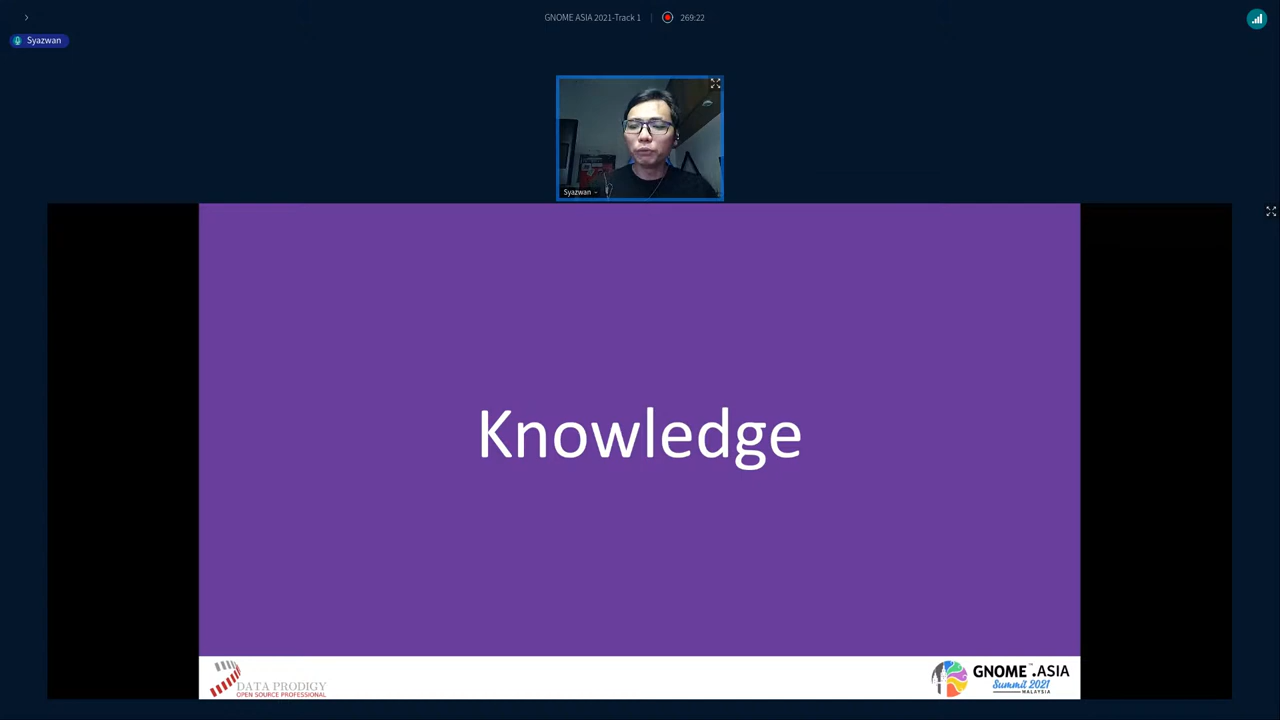 GNOME ASIA 2021-Track 1
269:22
Syazwan
Syazwan
Knowledge
DATA PRODIGY
OPEN SOURCE PROFESSIONAL
GNOME™.ASIA
Summit 2021
MALAYSIA